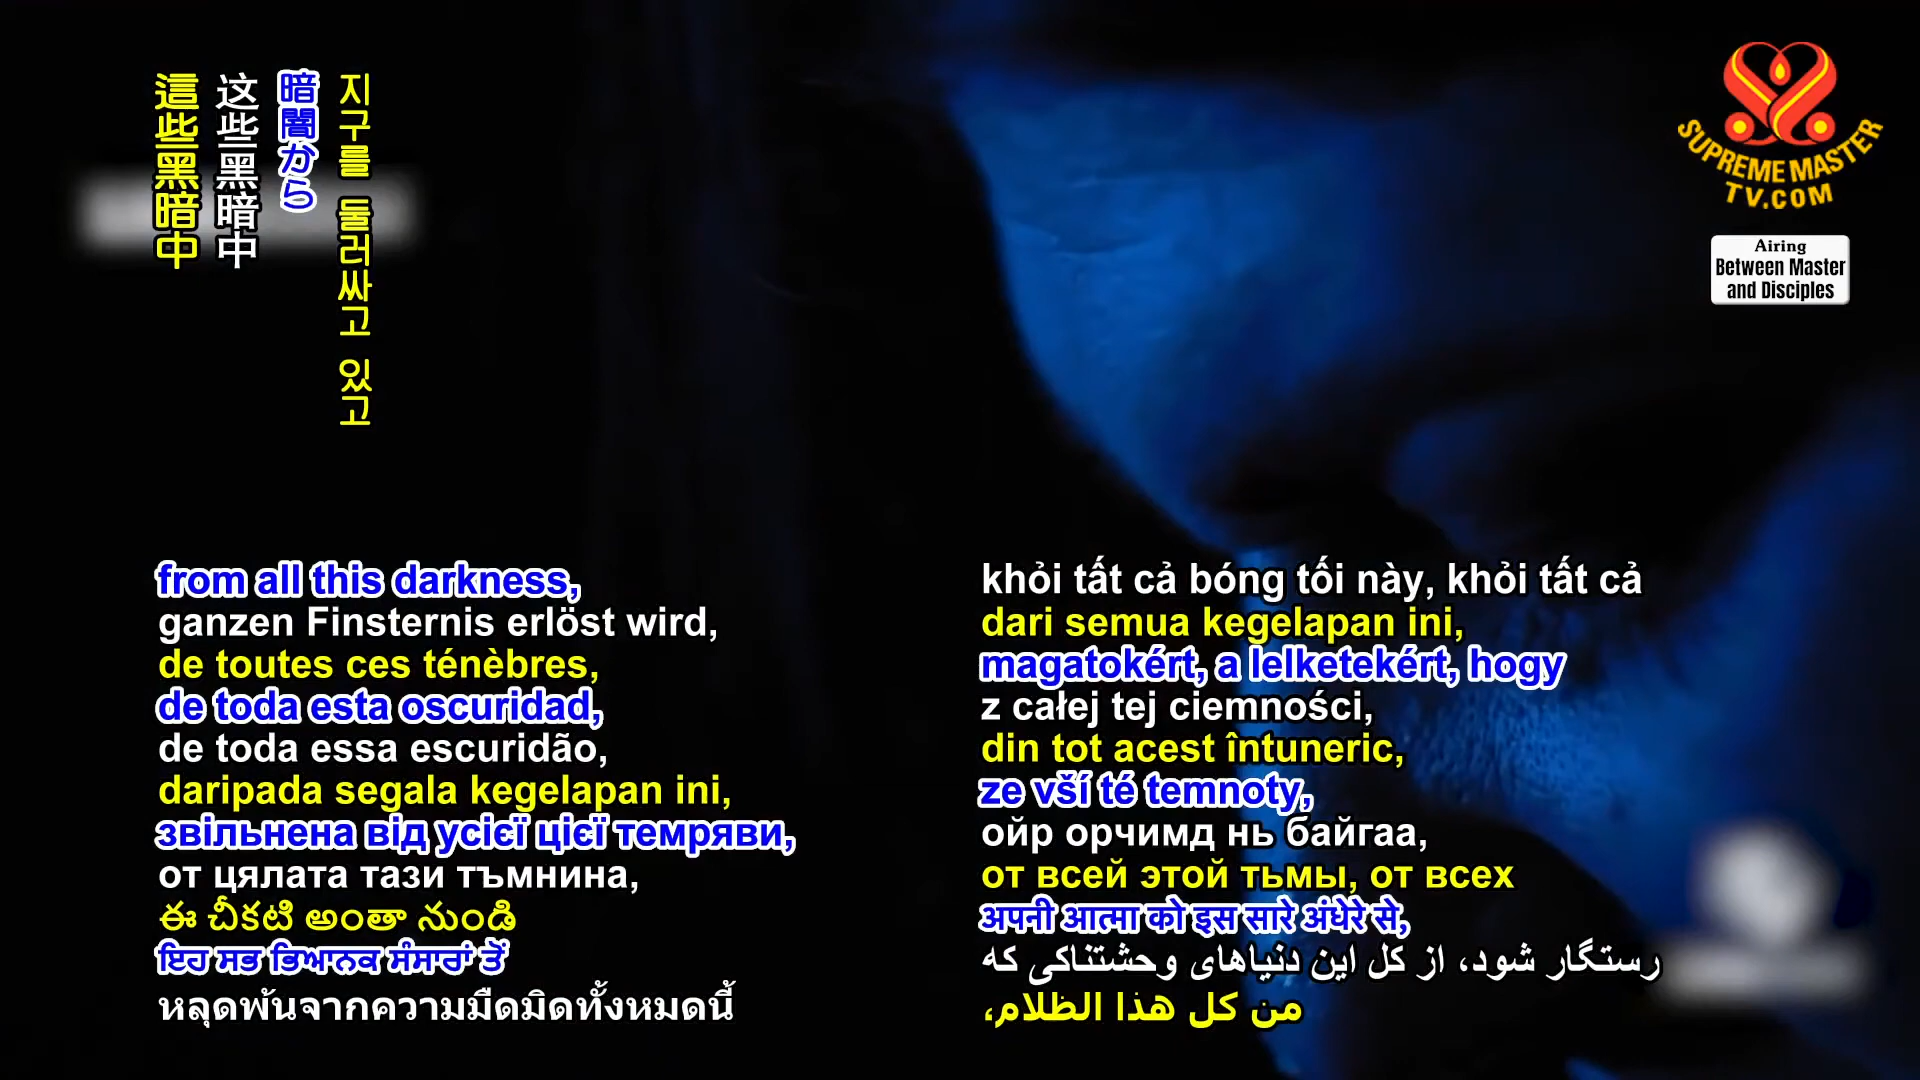 這些黑暗中
这些黑暗中
暗闇から
지구를 둘러싸고 있고
SUPREME MASTER
TV.COM
Airing
Between Master
and Disciples
from all this darkness,
ganzen Finsternis erlöst wird,
de toutes ces ténèbres,
de toda esta oscuridad,
de toda essa escuridão,
daripada segala kegelapan ini,
звільнена від усієї цієї темряви,
от цялата тази тъмнина,
ఈ చీకటి అంతా నుండి
ਇਹ ਸਭ ਭਿਆਨਕ ਸੰਸਾਰਾਂ ਤੋਂ
หลุดพ้นจากความมืดมิดทั้งหมดนี้
khỏi tất cả bóng tối này, khỏi tất cả
dari semua kegelapan ini,
magatokért, a lelketekért, hogy
z całej tej ciemności,
din tot acest întuneric,
ze vší té temnoty,
ойр орчимд нь байгаа,
от всей этой тьмы, от всех
अपनी आत्मा को इस सारे अंधेरे से,
رستگار شود، از کل این دنیاهای وحشتناکی که
من كل هذا الظلام،